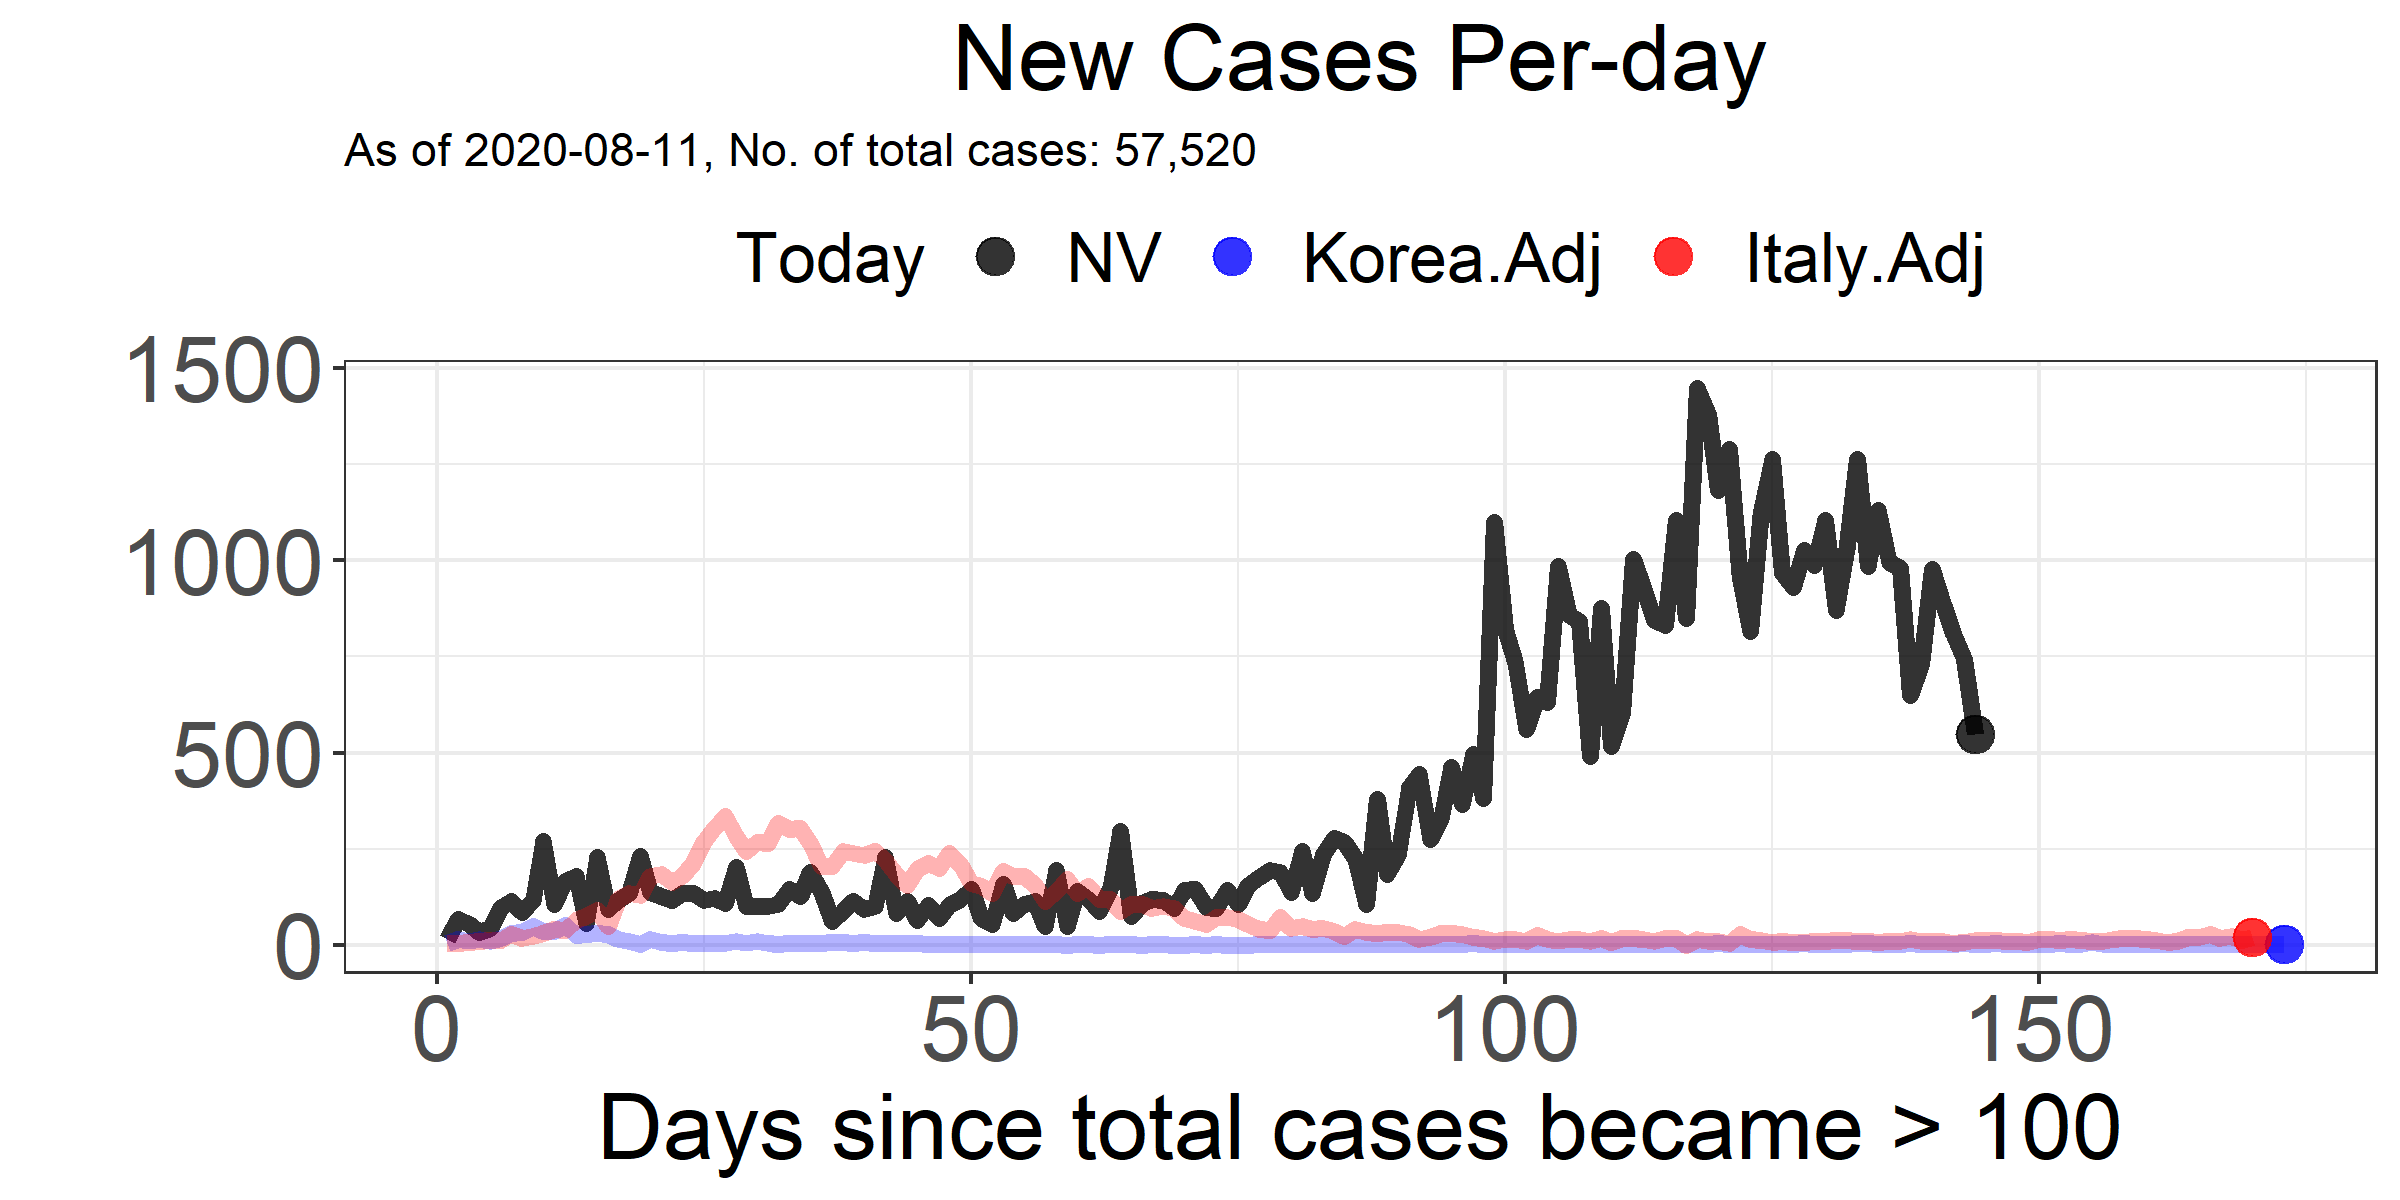 New Cases Per-day
As of 2020-08-11, No. of total cases: 57,520
Today NV Korea.Adj Italy.Adj
1500
1000
500
0
0 50 100 150
Days since total cases became > 100